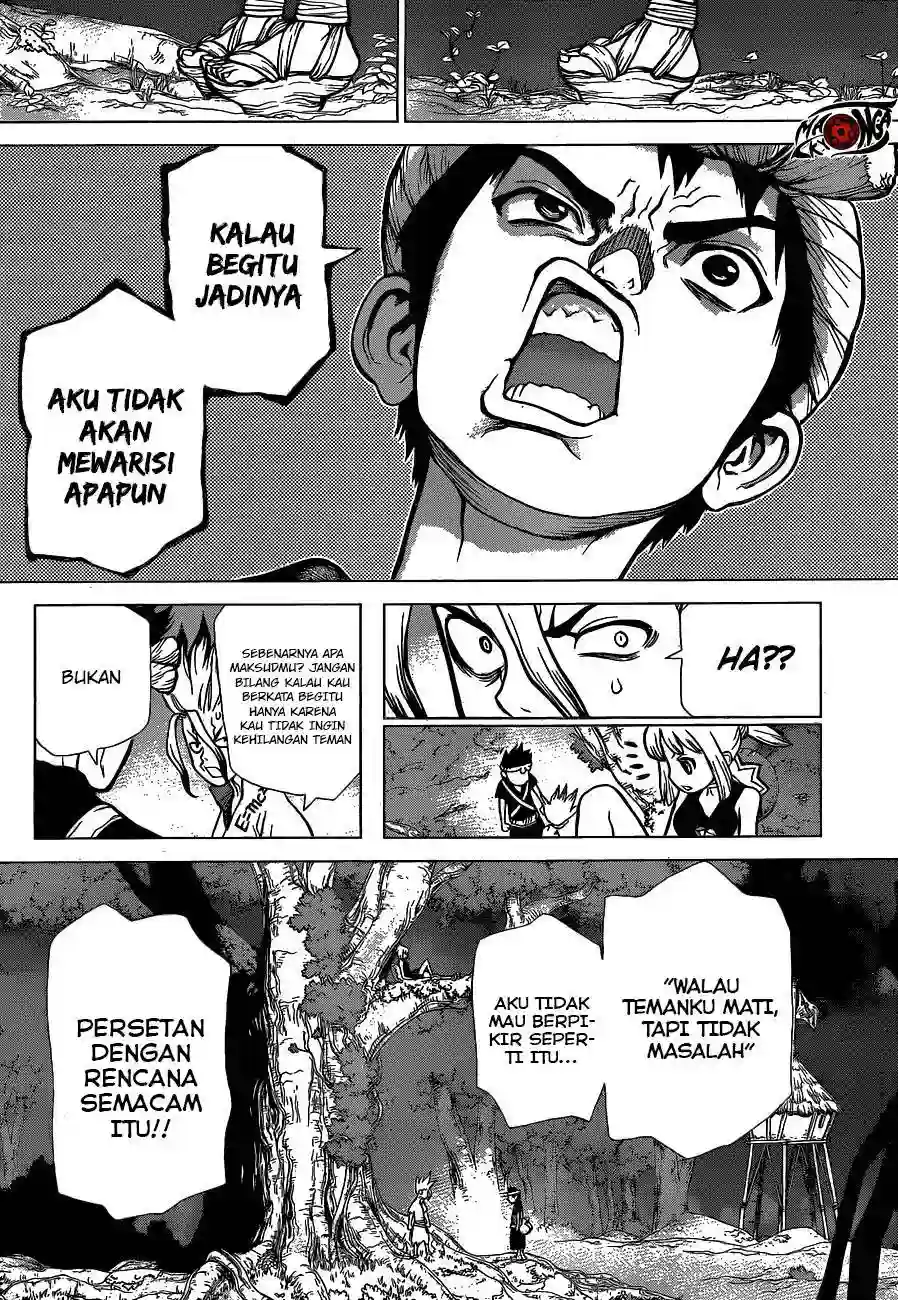 MANGA
KYO
KALAU
BEGITU
JADINYA
AKU TIDAK
AKAN
MEWARISI
APAPUN
HA??
SEBENARNYA APA
MAKSUDMU? JANGAN
BILANG KALAU KAU
BERKATA BEGITU
HANYA KARENA
KAU TIDAK INGIN
KEHILANGAN TEMAN
BUKAN
"WALAU
TEMANKU MATI,
TAPI TIDAK
MASALAH"
AKU TIDAK
MAU BERPI-
KIR SEPER-
TI ITU...
PERSETAN
DENGAN
RENCANA
SEMACAM
ITU!!